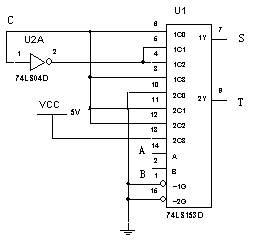 U1
C
6 1C0 1Y 7 S
5 1C1
U2A
4 1C2
1 2
3 1C3
74LS04D
10 2C0 2Y 9 T
11 2C1
VCC
12 2C2
5V
13 2C3
A 14 A
2 B
B 1 ~1G
15 ~2G
74LS153D